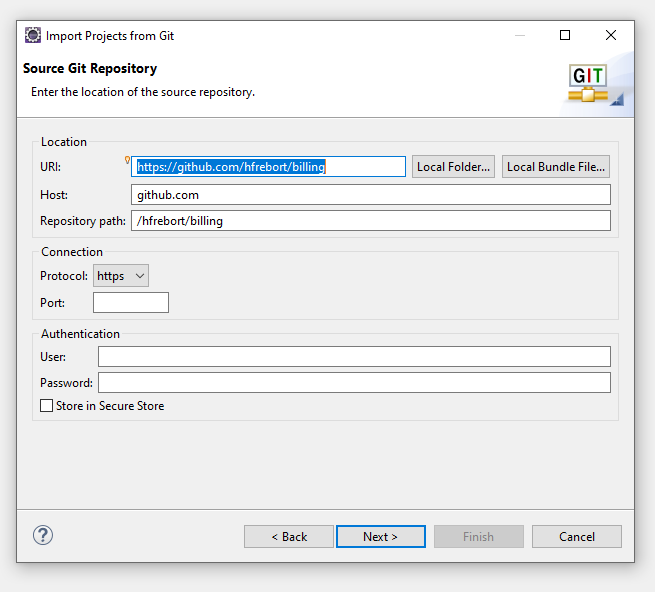 Import Projects from Git
Source Git Repository
Enter the location of the source repository.
GIT
Location
URI: https://github.com/hfrebort/billing Local Folder... Local Bundle File...
Host: github.com
Repository path: /hfrebort/billing
Connection
Protocol: https
Port:
Authentication
User:
Password:
Store in Secure Store
? < Back Next > Finish Cancel